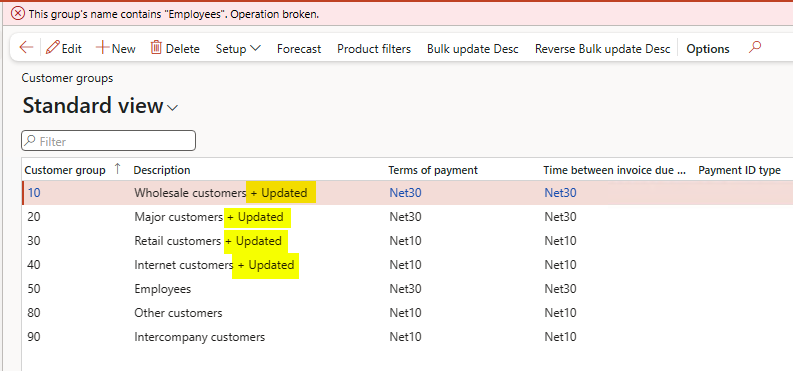 This group's name contains "Employees". Operation broken.
Edit New Delete Setup Forecast Product filters Bulk update Desc Reverse Bulk update Desc Options
Customer groups
Standard view
Filter
Customer group Description Terms of payment Time between invoice due ... Payment ID type
10 Wholesale customers + Updated Net30 Net30
20 Major customers + Updated Net30 Net30
30 Retail customers + Updated Net10 Net10
40 Internet customers + Updated Net10 Net10
50 Employees Net30 Net30
80 Other customers Net10 Net10
90 Intercompany customers Net10 Net10